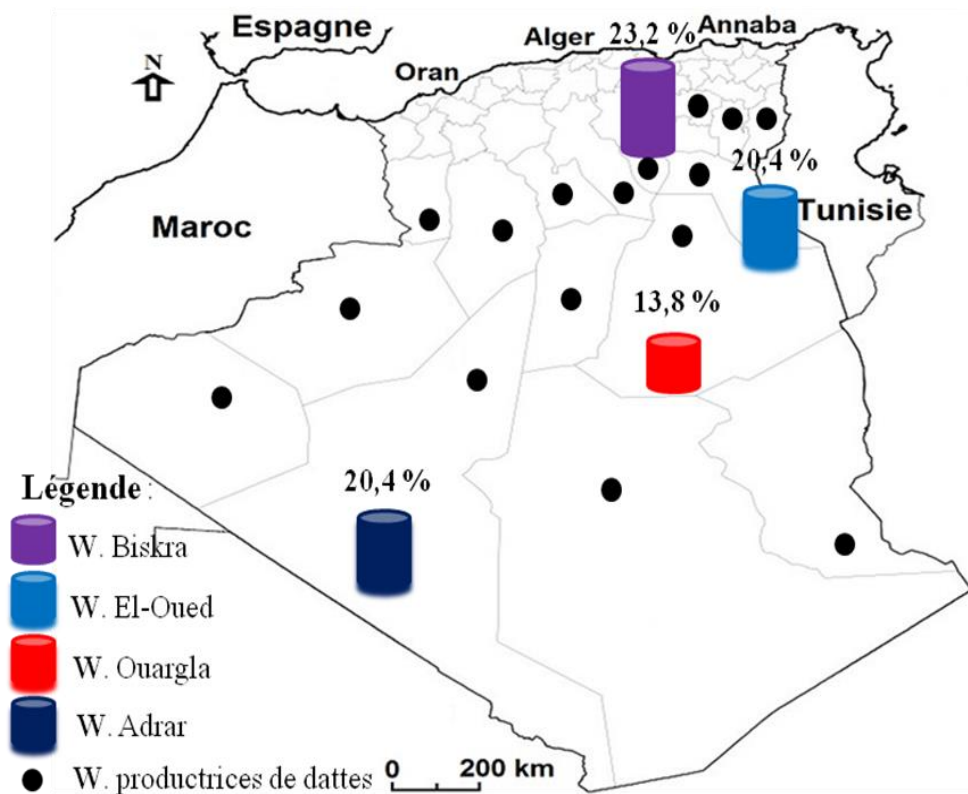 Espagne
Alger
Annaba
23,2 %
N
Oran
20,4 %
Maroc
Tunisie
13,8 %
20,4 %
Légende :
W. Biskra
W. El-Oued
W. Ouargla
W. Adrar
W. productrices de dattes
0 200 km